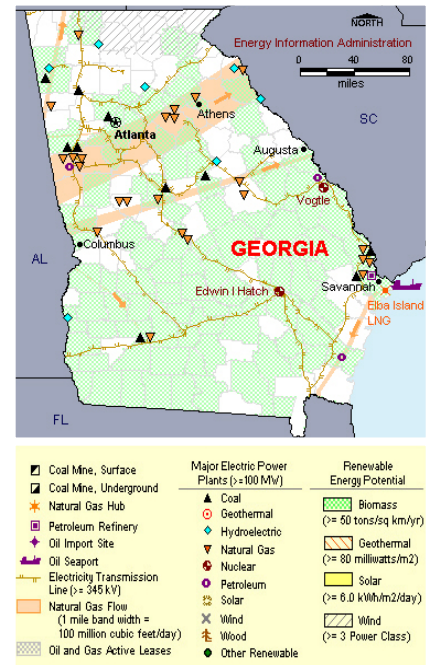 NORTH
Energy Information Administration
0 20 40 60 80
miles
SC
Athens
Atlanta
Augusta
Vogtle
Columbus
GEORGIA
AL
Savannah
Edwin I Hatch
Elba Island
LNG
FL
Coal Mine, Surface
Coal Mine, Underground
Natural Gas Hub
Petroleum Refinery
Oil Import Site
Oil Seaport
Electricity Transmission
Line (>= 345 kV)
Natural Gas Flow
(1 mile band width =
100 million cubic feet/day)
Oil and Gas Active Leases
Major Electric Power
Plants (>=100 MW)
Coal
Geothermal
Hydroelectric
Natural Gas
Nuclear
Petroleum
Solar
Wind
Wood
Other Renewable
Renewable
Energy Potential
Biomass
(>= 50 tons/sq km/yr)
Geothermal
(>= 80 milliwatts/m2)
Solar
(>= 6.0 kWh/m2/day)
Wind
(>= 3 Power Class)